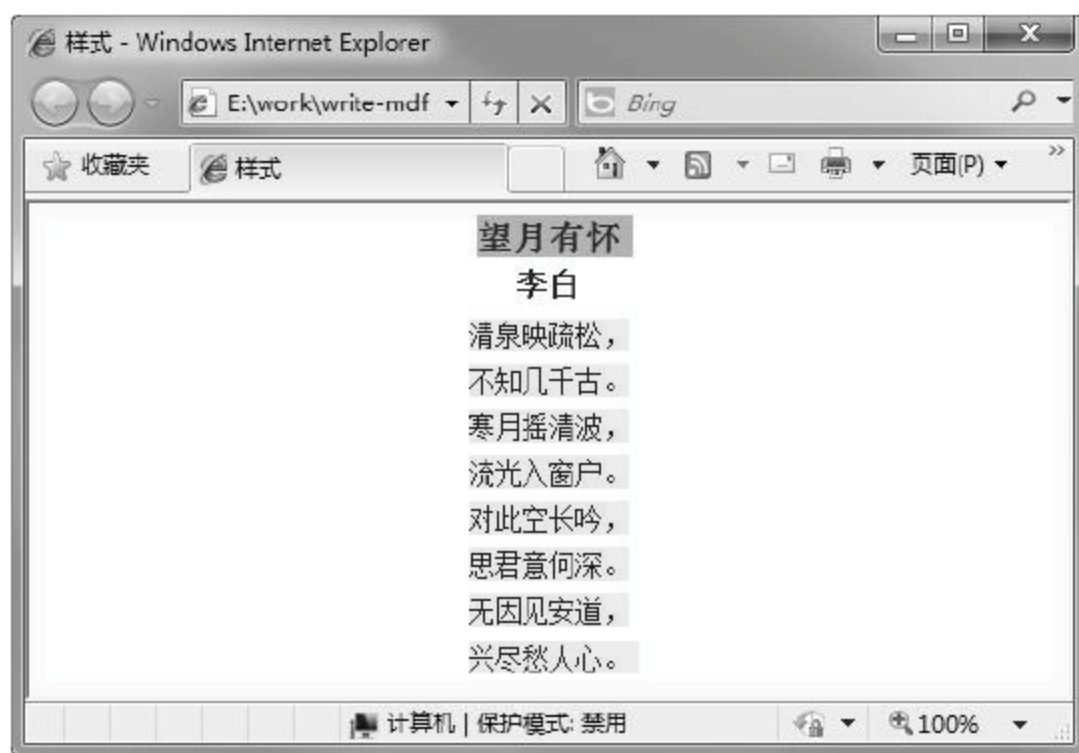 样式 - Windows Internet Explorer
E:\work\write-mdf
Bing
收藏夹
样式
页面(P)
望月有怀
李白
清泉映疏松，
不知几千古。
寒月摇清波，
流光入窗户。
对此空长吟，
思君意何深。
无因见安道，
兴尽愁人心。
计算机 | 保护模式: 禁用
100%